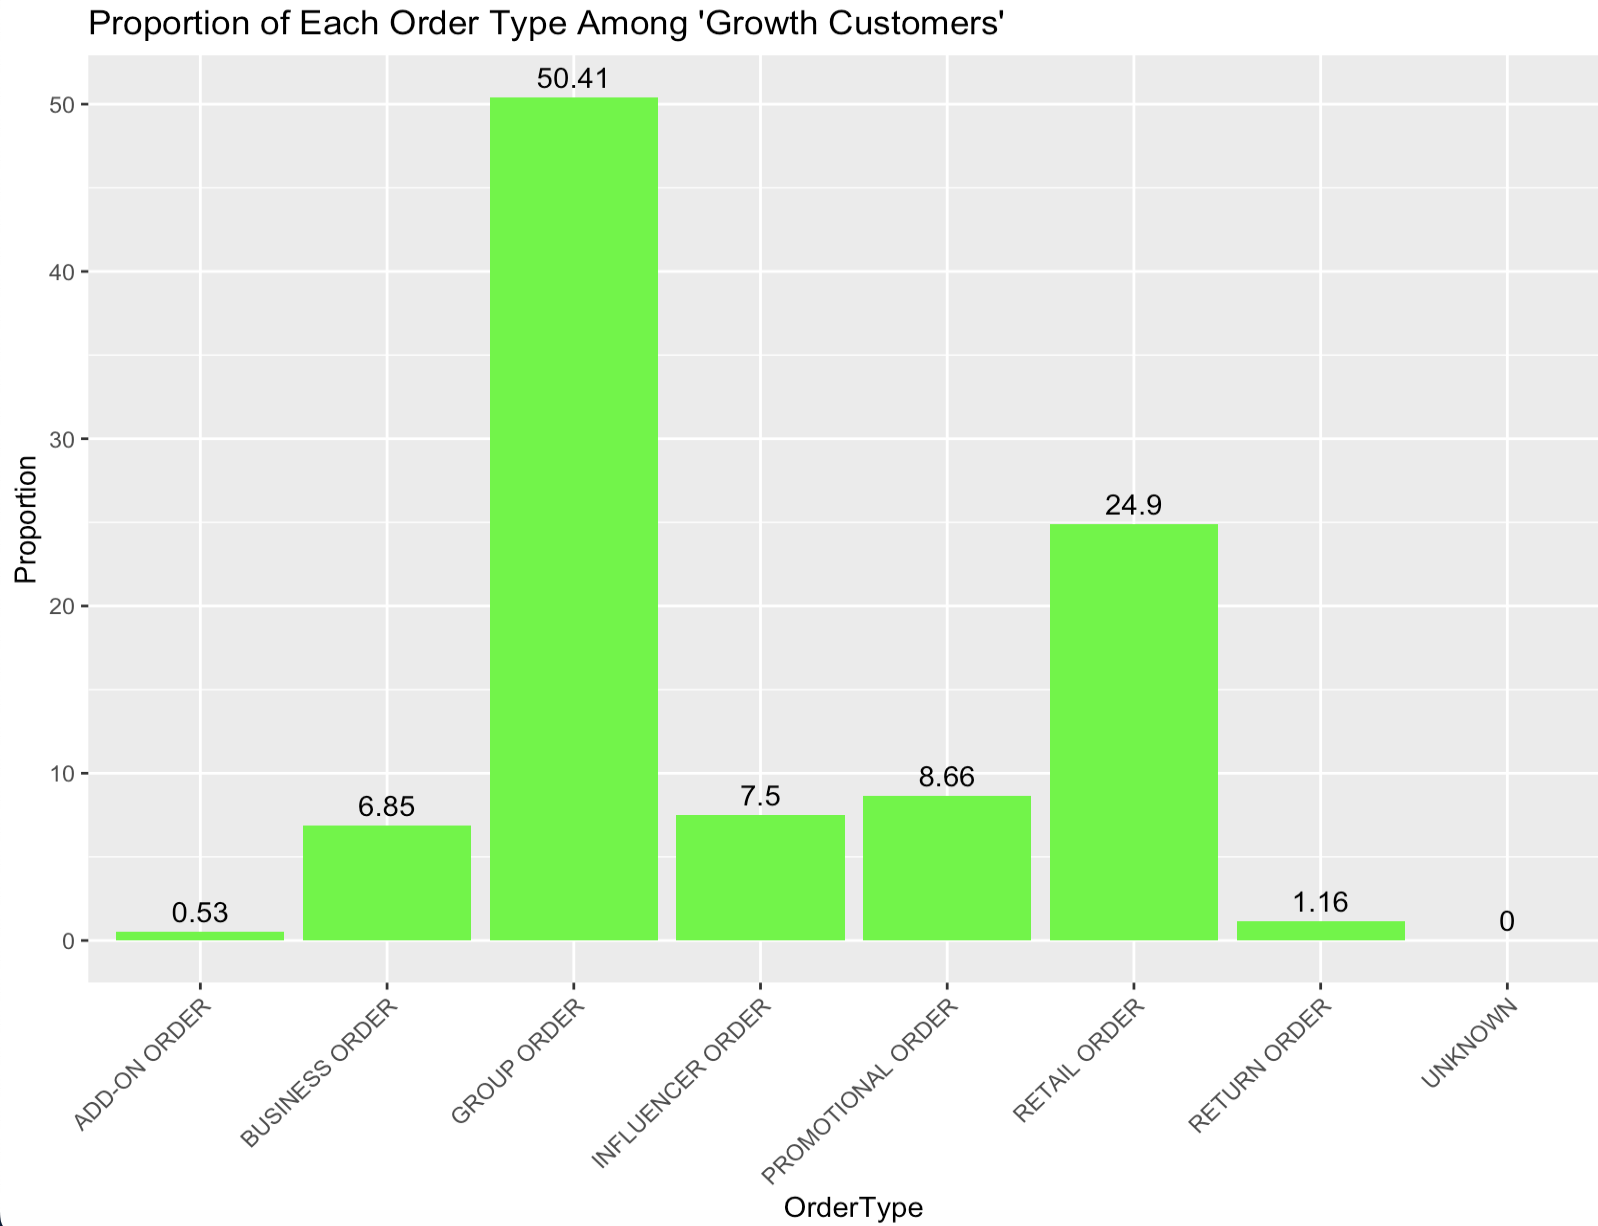 Proportion of Each Order Type Among 'Growth Customers'
Proportion
50
40
30
20
10
0
0.53
6.85
50.41
7.5
8.66
24.9
1.16
0
ADD-ON ORDER
BUSINESS ORDER
GROUP ORDER
INFLUENCER ORDER
PROMOTIONAL ORDER
RETAIL ORDER
RETURN ORDER
UNKNOWN
OrderType